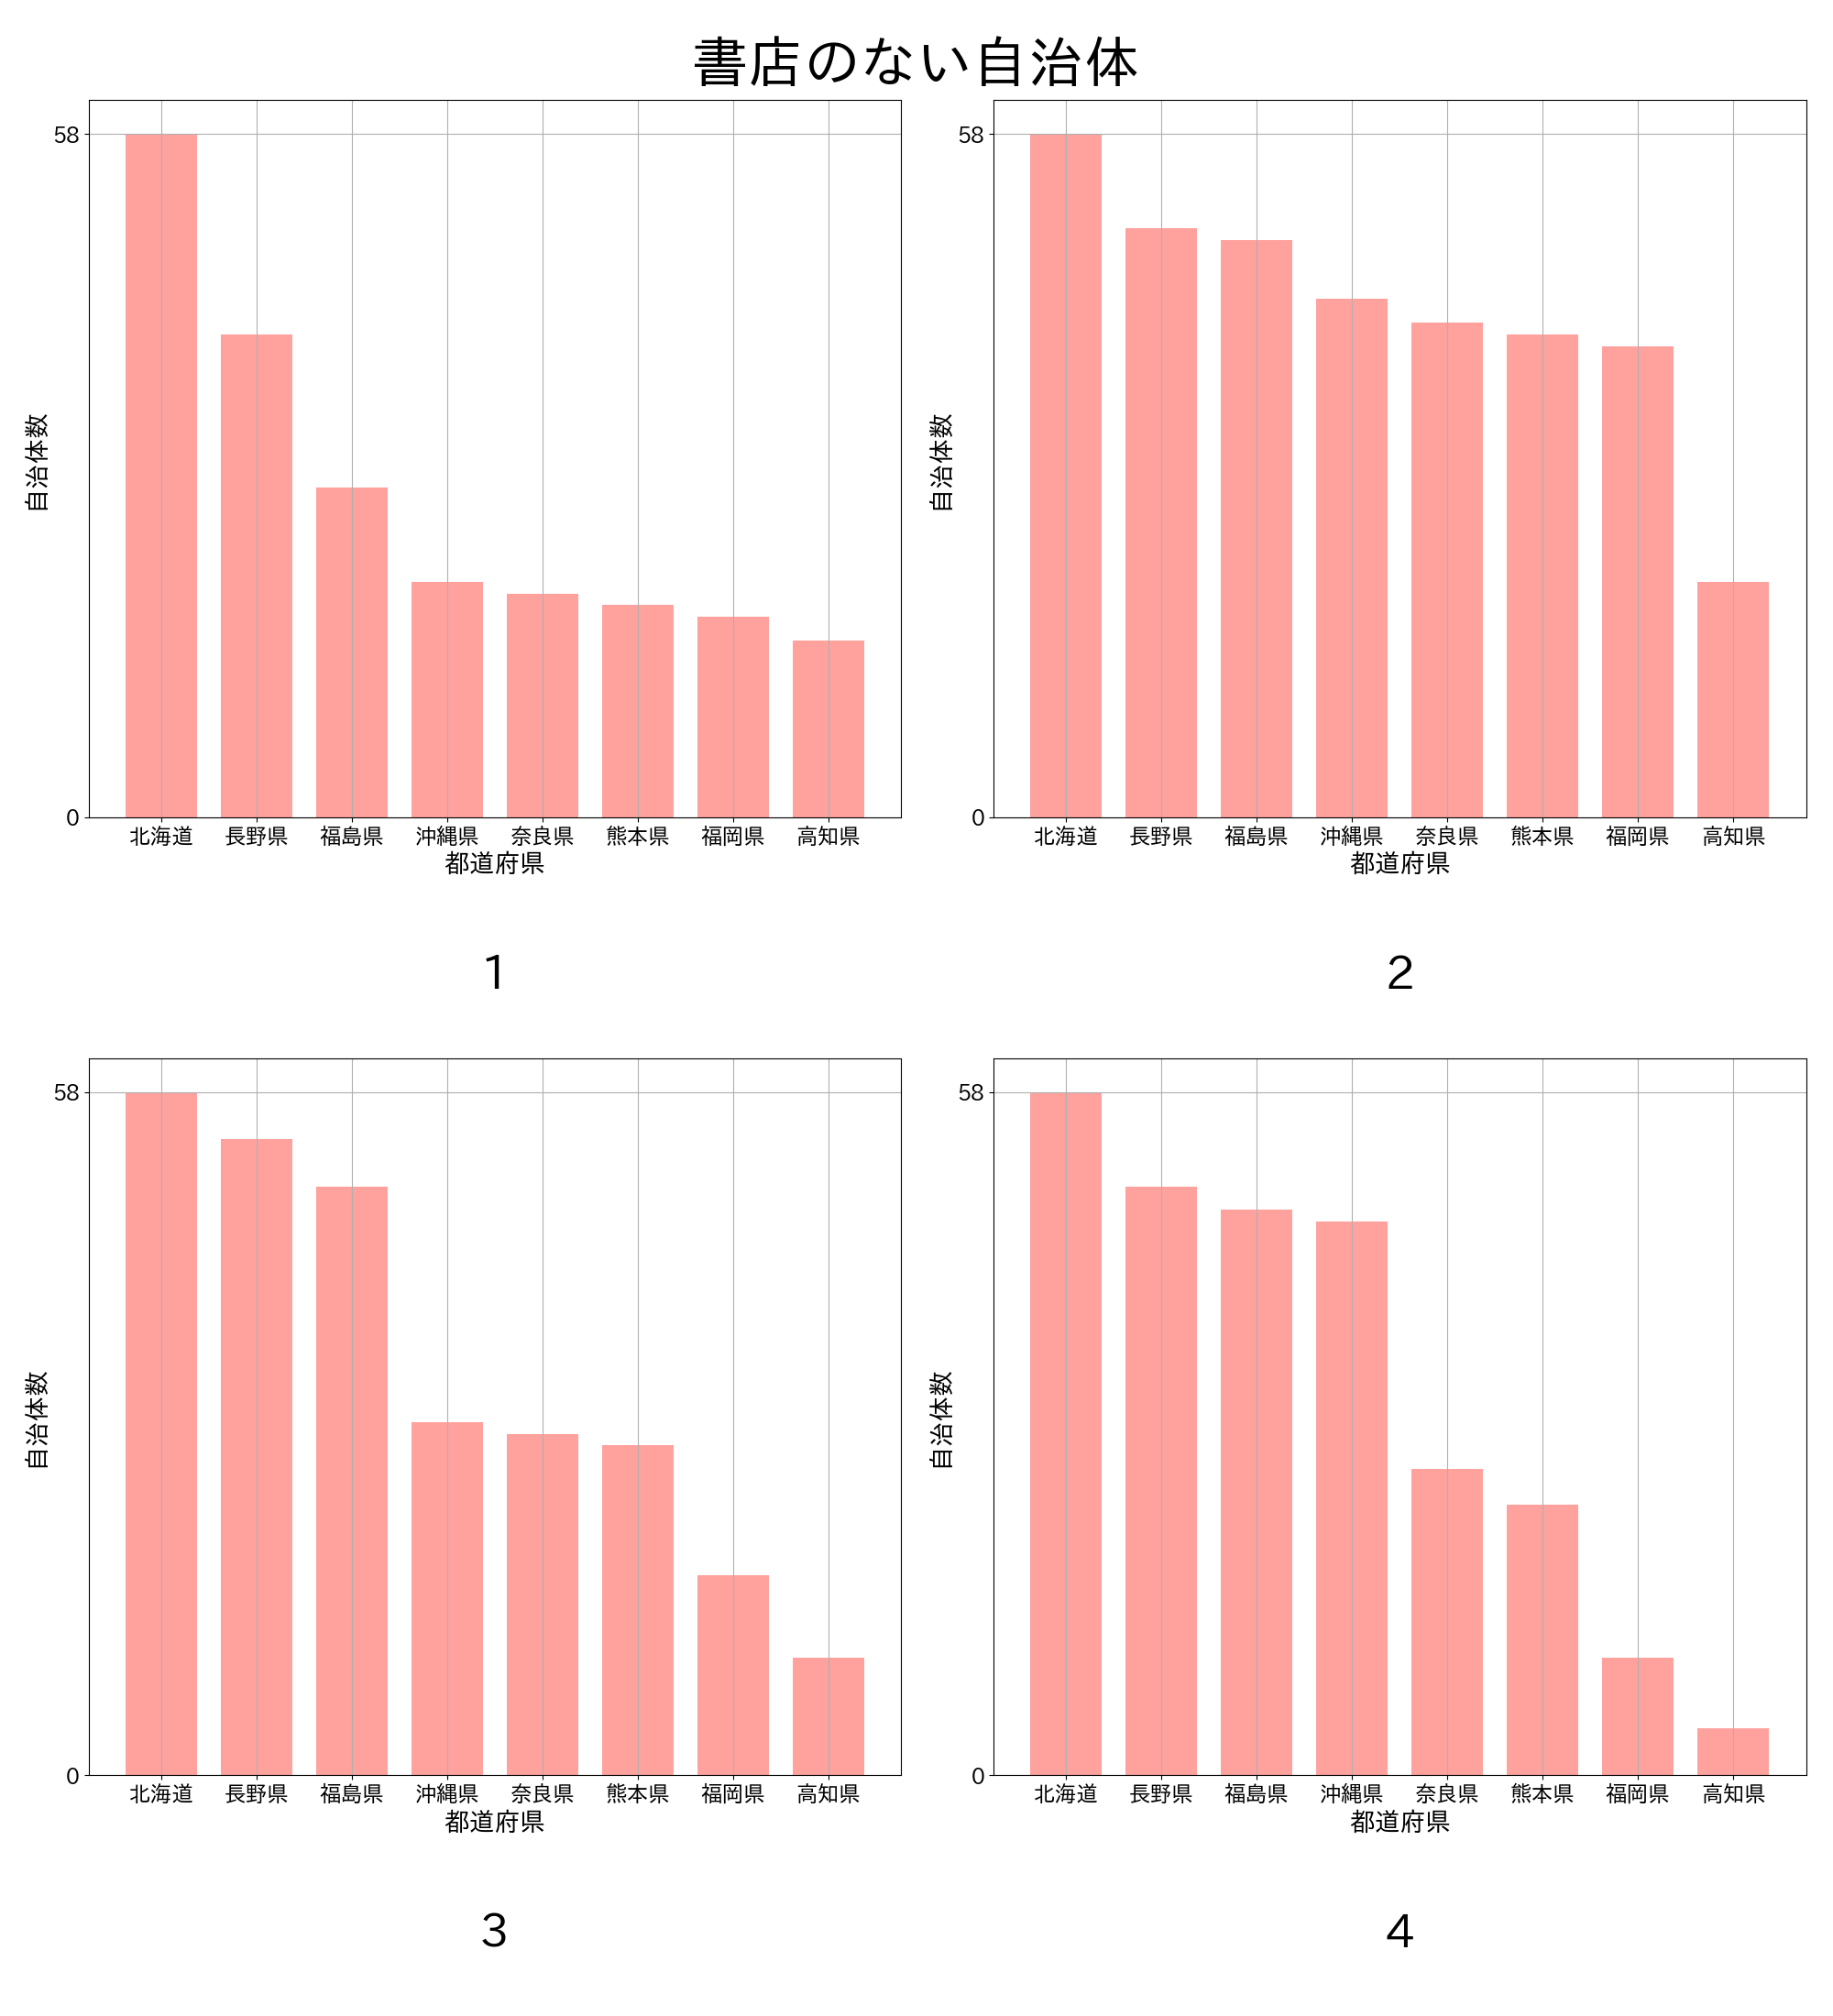 書店のない自治体
58
0
自治体数
北海道 長野県 福島県 沖縄県 奈良県 熊本県 福岡県 高知県
都道府県
1
58
0
自治体数
北海道 長野県 福島県 沖縄県 奈良県 熊本県 福岡県 高知県
都道府県
2
58
0
自治体数
北海道 長野県 福島県 沖縄県 奈良県 熊本県 福岡県 高知県
都道府県
3
58
0
自治体数
北海道 長野県 福島県 沖縄県 奈良県 熊本県 福岡県 高知県
都道府県
4